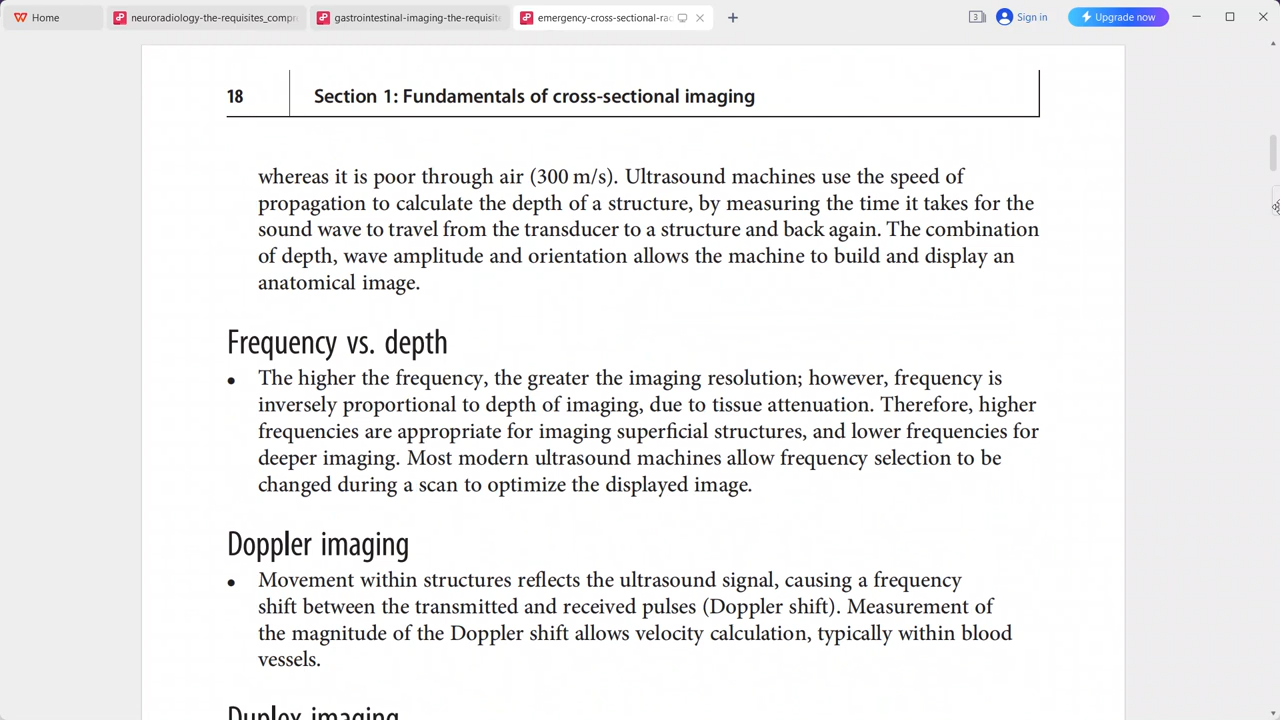 Home
neuroradiology-the-requisites_compr
gastrointestinal-imaging-the-requisite
emergency-cross-sectional-rac
3
Sign in
Upgrade now
18
Section 1: Fundamentals of cross-sectional imaging
whereas it is poor through air (300 m/s). Ultrasound machines use the speed of
propagation to calculate the depth of a structure, by measuring the time it takes for the
sound wave to travel from the transducer to a structure and back again. The combination
of depth, wave amplitude and orientation allows the machine to build and display an
anatomical image.
Frequency vs. depth
• The higher the frequency, the greater the imaging resolution; however, frequency is
inversely proportional to depth of imaging, due to tissue attenuation. Therefore, higher
frequencies are appropriate for imaging superficial structures, and lower frequencies for
deeper imaging. Most modern ultrasound machines allow frequency selection to be
changed during a scan to optimize the displayed image.
Doppler imaging
• Movement within structures reflects the ultrasound signal, causing a frequency
shift between the transmitted and received pulses (Doppler shift). Measurement of
the magnitude of the Doppler shift allows velocity calculation, typically within blood
vessels.
Duplex imaging